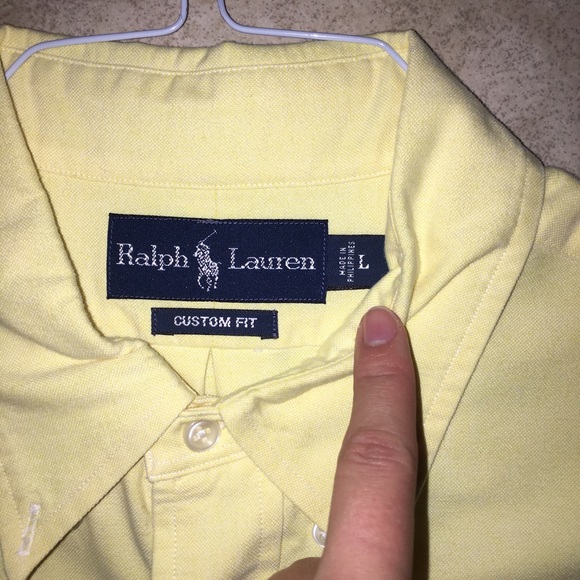 Ralph Lauren
MADE IN
PHILIPPINES
L
CUSTOM FIT